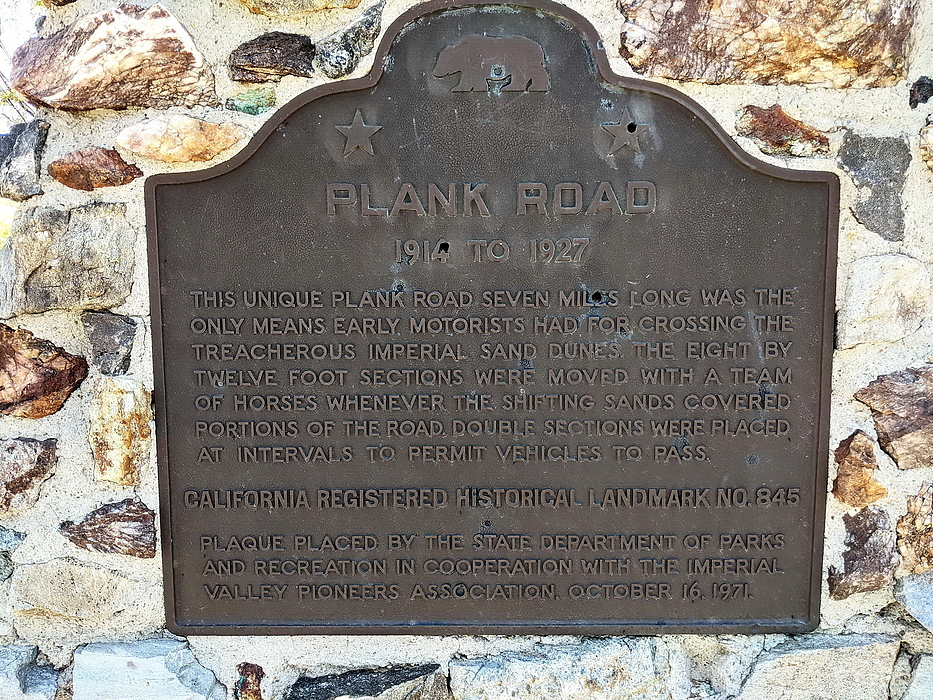 PLANK ROAD
1914 TO 1927
THIS UNIQUE PLANK ROAD SEVEN MILES LONG WAS THE
ONLY MEANS EARLY MOTORISTS HAD FOR CROSSING THE
TREACHEROUS IMPERIAL SAND DUNES. THE EIGHT BY
TWELVE FOOT SECTIONS WERE MOVED WITH A TEAM
OF HORSES WHENEVER THE SHIFTING SANDS COVERED
PORTIONS OF THE ROAD. DOUBLE SECTIONS WERE PLACED
AT INTERVALS TO PERMIT VEHICLES TO PASS.
CALIFORNIA REGISTERED HISTORICAL LANDMARK NO. 845
PLAQUE PLACED BY THE STATE DEPARTMENT OF PARKS
AND RECREATION IN COOPERATION WITH THE IMPERIAL
VALLEY PIONEERS ASSOCIATION, OCTOBER 16, 1971.